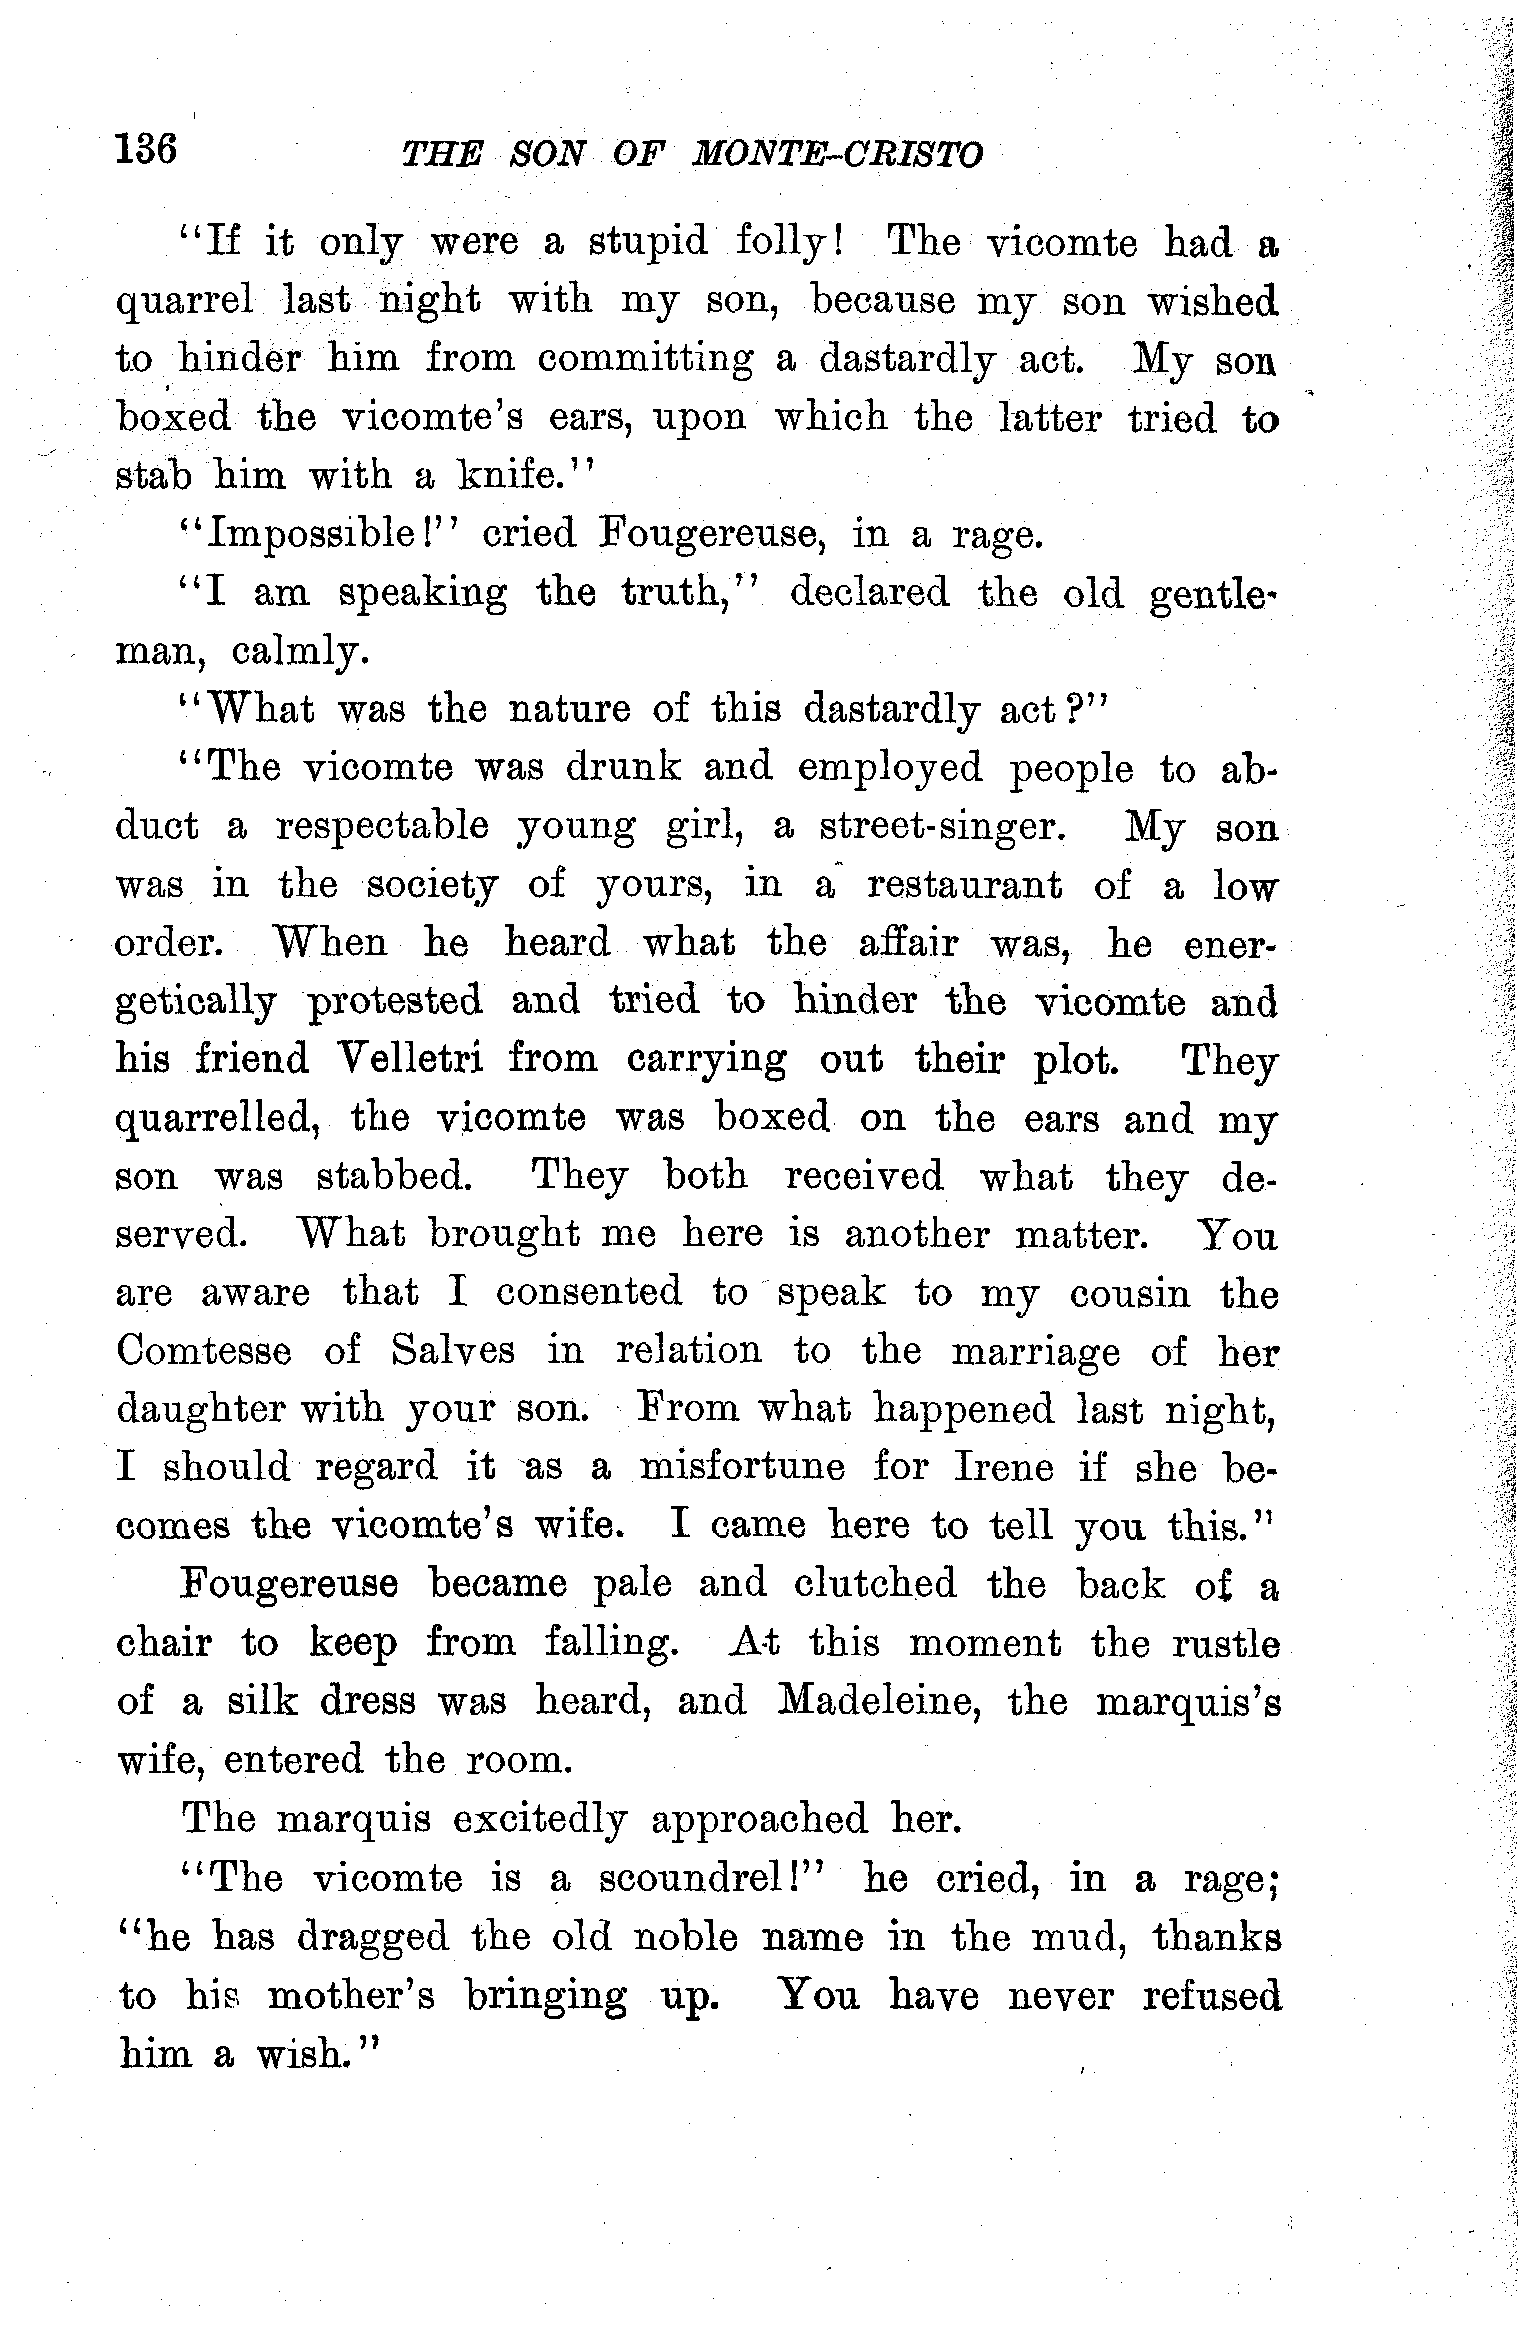 136 THE SON OF MONTE-CRISTO
"If it only were a stupid folly! The vicomte had a
quarrel last night with my son, because my son wished
to hinder him from committing a dastardly act. My son
boxed the vicomte's ears, upon which the latter tried to
stab him with a knife."
"Impossible!" cried Fougereuse, in a rage.
"I am speaking the truth," declared the old gentle-
man, calmly.
"What was the nature of this dastardly act?"
"The vicomte was drunk and employed people to ab-
duct a respectable young girl, a street-singer. My son
was in the society of yours, in a restaurant of a low
order. When he heard what the affair was, he ener-
getically protested and tried to hinder the vicomte and
his friend Velletri from carrying out their plot. They
quarrelled, the vicomte was boxed on the ears and my
son was stabbed. They both received what they de-
served. What brought me here is another matter. You
are aware that I consented to speak to my cousin the
Comtesse of Salves in relation to the marriage of her
daughter with your son. From what happened last night,
I should regard it as a misfortune for Irene if she be-
comes the vicomte's wife. I came here to tell you this."
Fougereuse became pale and clutched the back of a
chair to keep from falling. At this moment the rustle
of a silk dress was heard, and Madeleine, the marquis's
wife, entered the room.
The marquis excitedly approached her.
"The vicomte is a scoundrel!" he cried, in a rage;
"he has dragged the old noble name in the mud, thanks
to his mother's bringing up. You have never refused
him a wish."